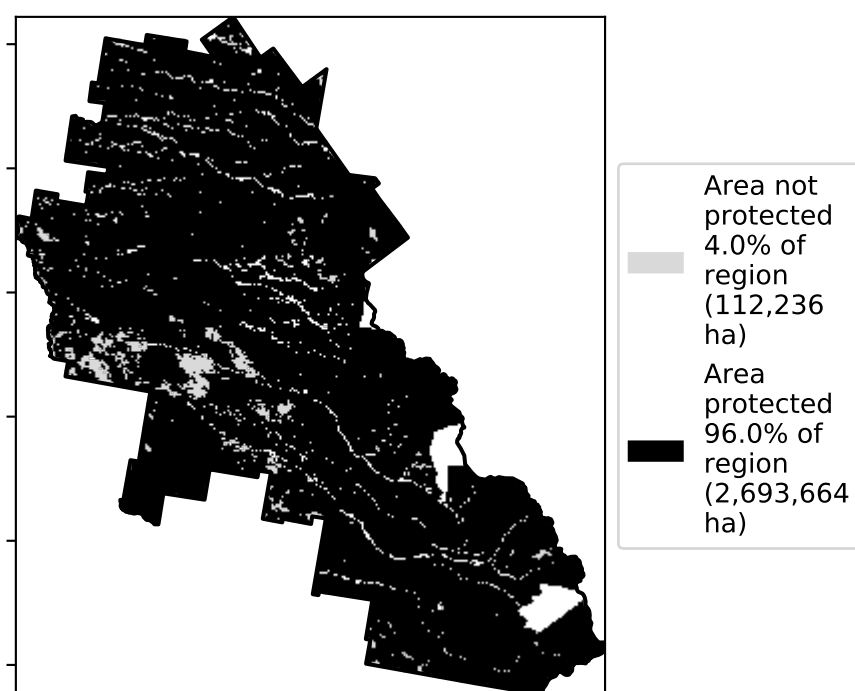 Area not
protected
4.0% of
region
(112,236
ha)
Area
protected
96.0% of
region
(2,693,664
ha)